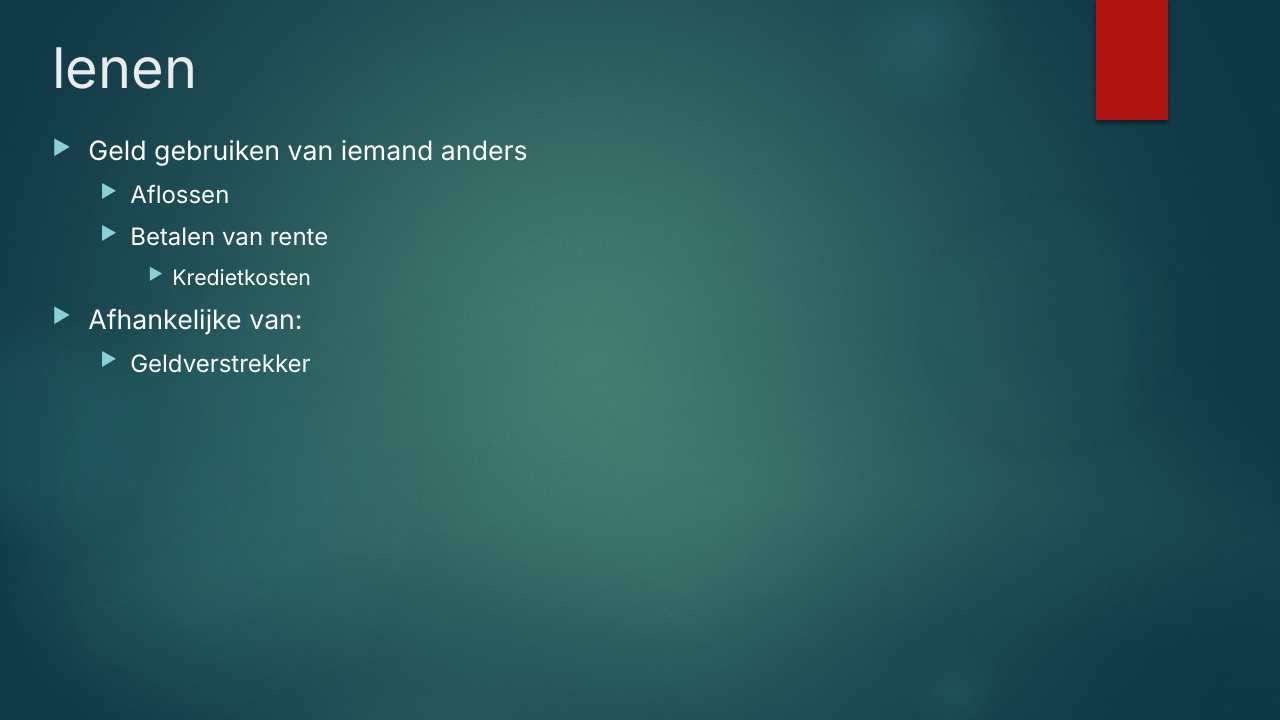 lenen
Geld gebruiken van iemand anders
Aflossen
Betalen van rente
Kredietkosten
Afhankelijke van:
Geldverstrekker